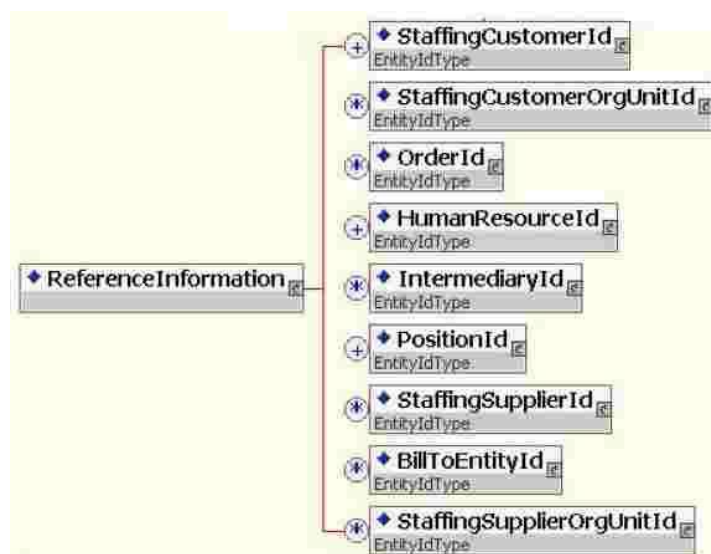 StaffingCustomerId
EntityIdType
StaffingCustomerOrgUnitId
EntityIdType
OrderId
EntityIdType
HumanResourceId
EntityIdType
ReferenceInformation
IntermediaryId
EntityIdType
PositionId
EntityIdType
StaffingSupplierId
EntityIdType
BillToEntityId
EntityIdType
StaffingSupplierOrgUnitId
EntityIdType